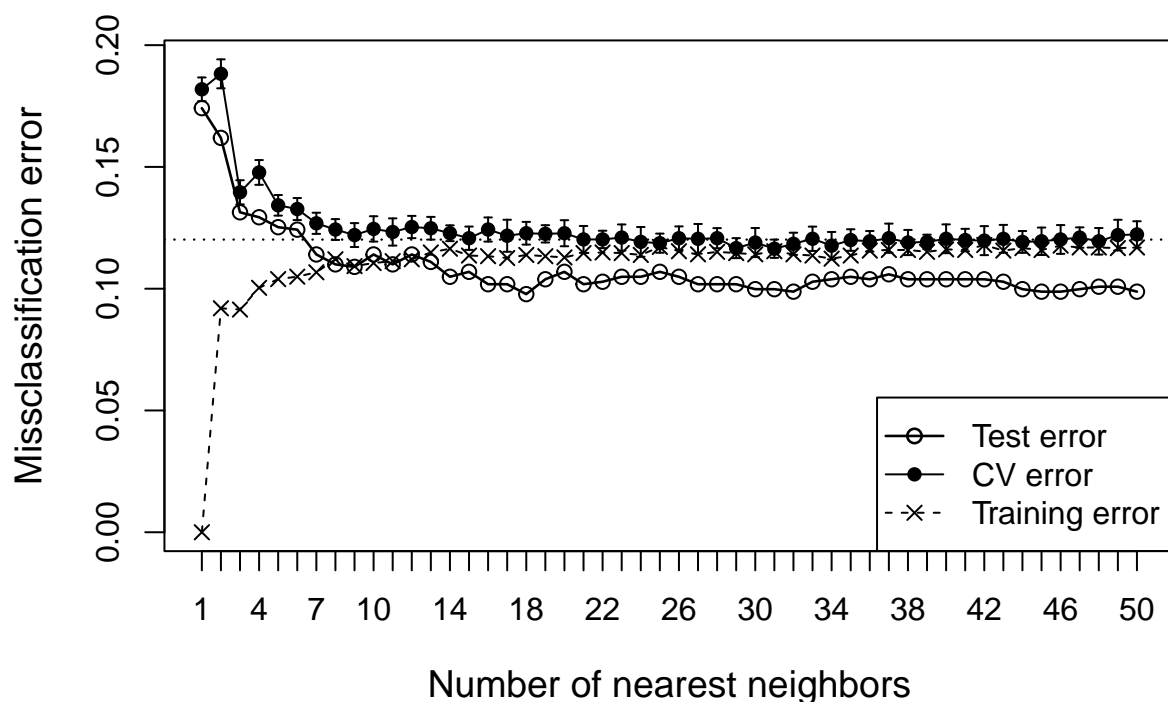 Missclassification error
0.20
0.15
0.10
0.05
0.00
Test error
CV error
Training error
1 4 7 10 14 18 22 26 30 34 38 42 46 50
Number of nearest neighbors